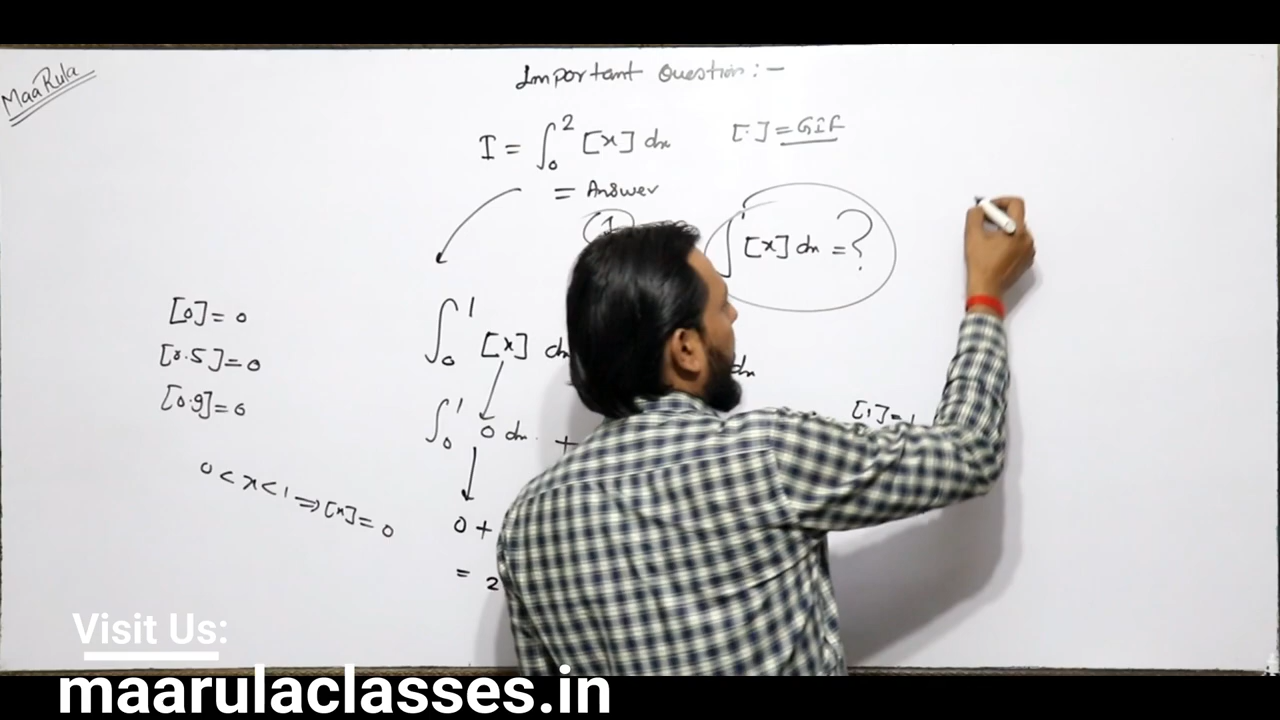 MaaRula
Important Question:-
I = ∫₀² [x] dx [·] = GIF
= Answer
1
∫ [x] dx = ?
[0] = 0
[0.5] = 0
[0.9] = 0
0 < x < 1 ⇒ [x] = 0
∫₀¹ [x] dx
dx
∫₀¹ 0 dx. +
[1] = 1
0 +
= 2
Visit Us:
maarulaclasses.in